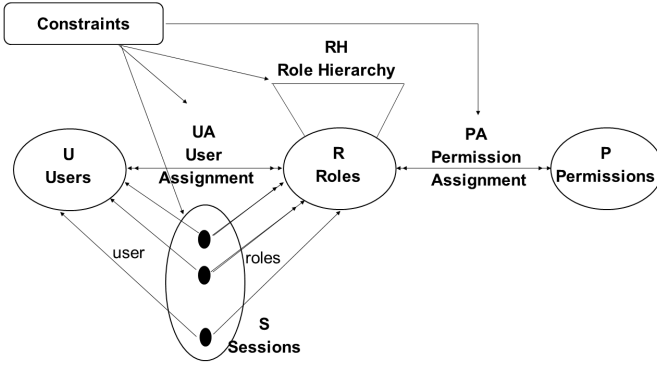 Constraints
RH
Role Hierarchy
UA
User
Assignment
U
Users
R
Roles
PA
Permission
Assignment
P
Permissions
user
roles
S
Sessions